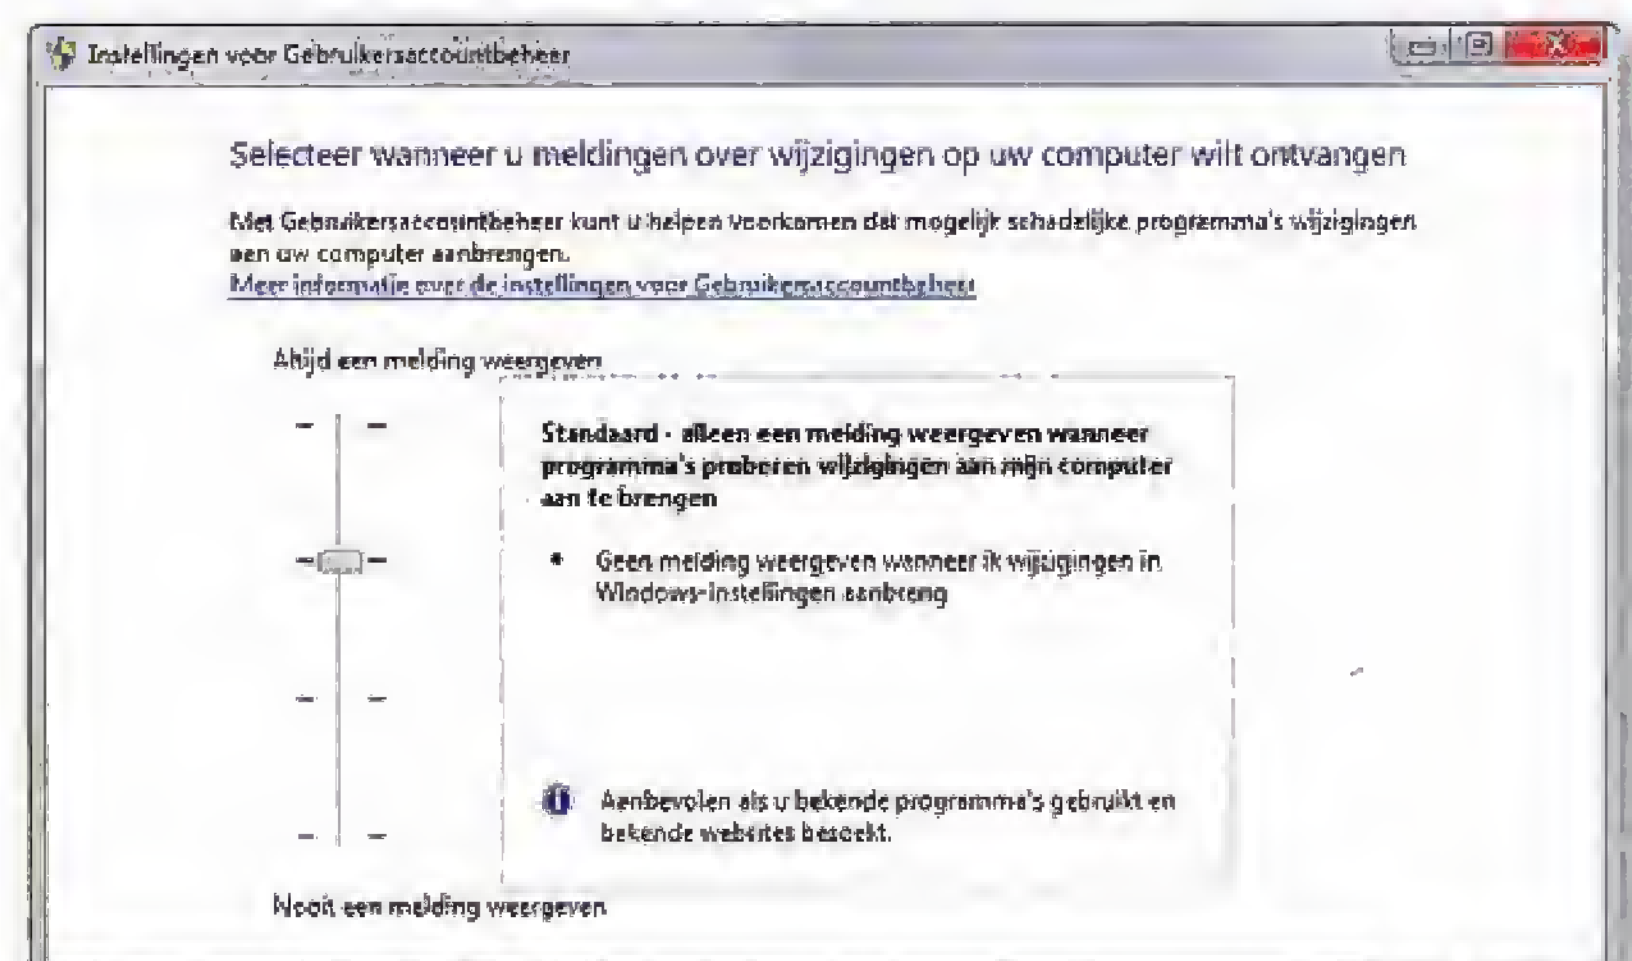 Instellingen voor Gebruikersaccountbeheer
Selecteer wanneer u meldingen over wijzigingen op uw computer wilt ontvangen
Met Gebruikersaccountbeheer kunt u helpen voorkomen dat mogelijk schadelijke programma's wijzigingen
aan uw computer aanbrengen.
Meer informatie over de instellingen voor Gebruikersaccountbeheer
Altijd een melding weergeven
Standaard - alleen een melding weergeven wanneer
programma's proberen wijzigingen aan mijn computer
aan te brengen
• Geen melding weergeven wanneer ik wijzigingen in
Windows-instellingen aanbreng
Aanbevolen als u bekende programma's gebruikt en
bekende websites bezoekt.
Nooit een melding weergeven